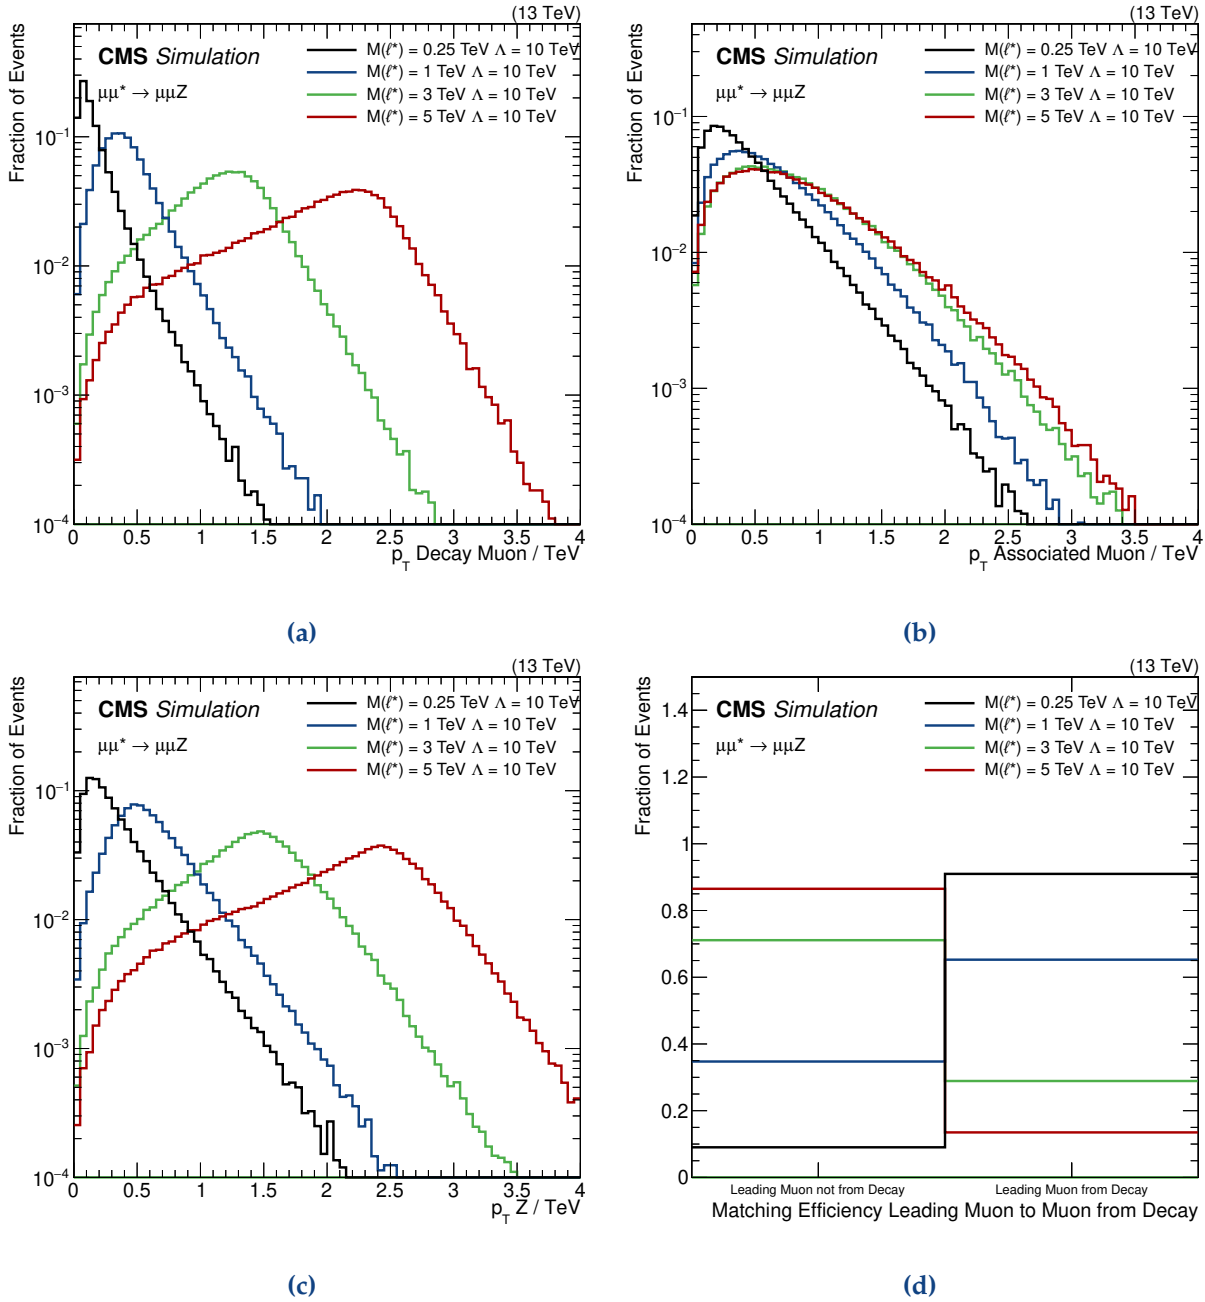 (13 TeV)
CMS Simulation
μμ* → μμZ
M(ℓ*) = 0.25 TeV Λ = 10 TeV
M(ℓ*) = 1 TeV Λ = 10 TeV
M(ℓ*) = 3 TeV Λ = 10 TeV
M(ℓ*) = 5 TeV Λ = 10 TeV
Fraction of Events
10⁻¹
10⁻²
10⁻³
10⁻⁴
0 0.5 1 1.5 2 2.5 3 3.5 4
p_T Decay Muon / TeV
(a)
(13 TeV)
CMS Simulation
μμ* → μμZ
M(ℓ*) = 0.25 TeV Λ = 10 TeV
M(ℓ*) = 1 TeV Λ = 10 TeV
M(ℓ*) = 3 TeV Λ = 10 TeV
M(ℓ*) = 5 TeV Λ = 10 TeV
Fraction of Events
10⁻¹
10⁻²
10⁻³
10⁻⁴
0 0.5 1 1.5 2 2.5 3 3.5 4
p_T Associated Muon / TeV
(b)
(13 TeV)
CMS Simulation
μμ* → μμZ
M(ℓ*) = 0.25 TeV Λ = 10 TeV
M(ℓ*) = 1 TeV Λ = 10 TeV
M(ℓ*) = 3 TeV Λ = 10 TeV
M(ℓ*) = 5 TeV Λ = 10 TeV
Fraction of Events
10⁻¹
10⁻²
10⁻³
10⁻⁴
0 0.5 1 1.5 2 2.5 3 3.5 4
p_T Z / TeV
(c)
(13 TeV)
CMS Simulation
μμ* → μμZ
M(ℓ*) = 0.25 TeV Λ = 10 TeV
M(ℓ*) = 1 TeV Λ = 10 TeV
M(ℓ*) = 3 TeV Λ = 10 TeV
M(ℓ*) = 5 TeV Λ = 10 TeV
Fraction of Events
1.4
1.2
1
0.8
0.6
0.4
0.2
0
Leading Muon not from Decay Leading Muon from Decay
Matching Efficiency Leading Muon to Muon from Decay
(d)